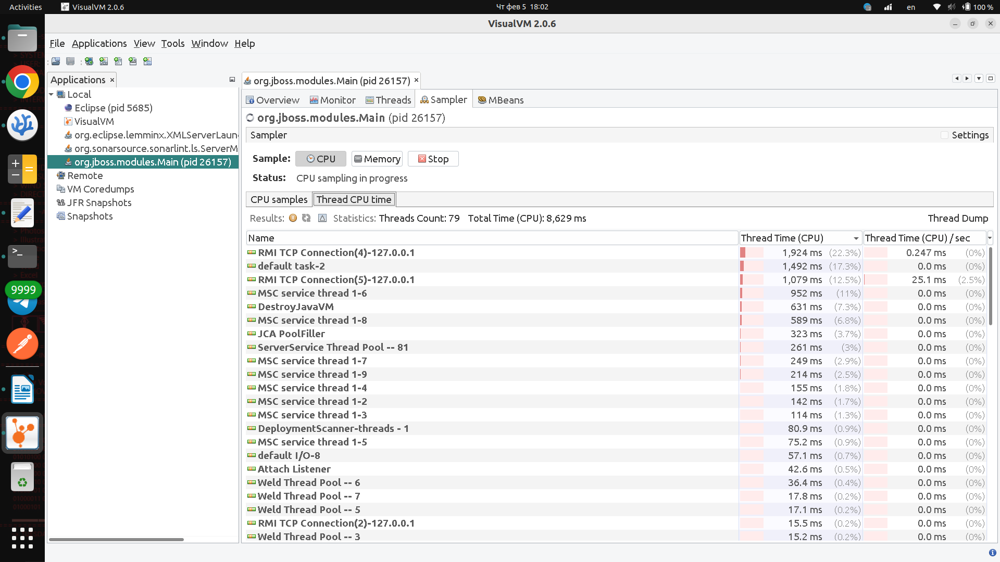 Activities VisualVM 2.0.6 Чт фев 5 18:02 en 100 %
VisualVM 2.0.6
File Applications View Tools Window Help
Applications
Local
Eclipse (pid 5685)
VisualVM
org.eclipse.lemminx.XMLServerLaun
org.sonarsource.sonarlint.ls.ServerM
org.jboss.modules.Main (pid 26157)
Remote
VM Coredumps
JFR Snapshots
Snapshots
9999
org.jboss.modules.Main (pid 26157)
Overview Monitor Threads Sampler MBeans
org.jboss.modules.Main (pid 26157)
Sampler Settings
Sample: CPU Memory Stop
Status: CPU sampling in progress
CPU samples Thread CPU time
Results: Statistics: Threads Count: 79 Total Time (CPU): 8,629 ms Thread Dump
Name Thread Time (CPU) Thread Time (CPU) / sec
RMI TCP Connection(4)-127.0.0.1 1,924 ms (22.3%) 0.247 ms (0%)
default task-2 1,492 ms (17.3%) 0.0 ms (0%)
RMI TCP Connection(5)-127.0.0.1 1,079 ms (12.5%) 25.1 ms (2.5%)
MSC service thread 1-6 952 ms (11%) 0.0 ms (0%)
DestroyJavaVM 631 ms (7.3%) 0.0 ms (0%)
MSC service thread 1-8 589 ms (6.8%) 0.0 ms (0%)
JCA PoolFiller 323 ms (3.7%) 0.0 ms (0%)
ServerService Thread Pool -- 81 261 ms (3%) 0.0 ms (0%)
MSC service thread 1-7 249 ms (2.9%) 0.0 ms (0%)
MSC service thread 1-9 214 ms (2.5%) 0.0 ms (0%)
MSC service thread 1-4 155 ms (1.8%) 0.0 ms (0%)
MSC service thread 1-2 142 ms (1.7%) 0.0 ms (0%)
MSC service thread 1-3 114 ms (1.3%) 0.0 ms (0%)
DeploymentScanner-threads - 1 80.9 ms (0.9%) 0.0 ms (0%)
MSC service thread 1-5 75.2 ms (0.9%) 0.0 ms (0%)
default I/O-8 57.1 ms (0.7%) 0.0 ms (0%)
Attach Listener 42.6 ms (0.5%) 0.0 ms (0%)
Weld Thread Pool -- 6 36.4 ms (0.4%) 0.0 ms (0%)
Weld Thread Pool -- 7 17.8 ms (0.2%) 0.0 ms (0%)
Weld Thread Pool -- 5 17.1 ms (0.2%) 0.0 ms (0%)
RMI TCP Connection(2)-127.0.0.1 15.5 ms (0.2%) 0.0 ms (0%)
Weld Thread Pool -- 3 15.2 ms (0.2%) 0.0 ms (0%)